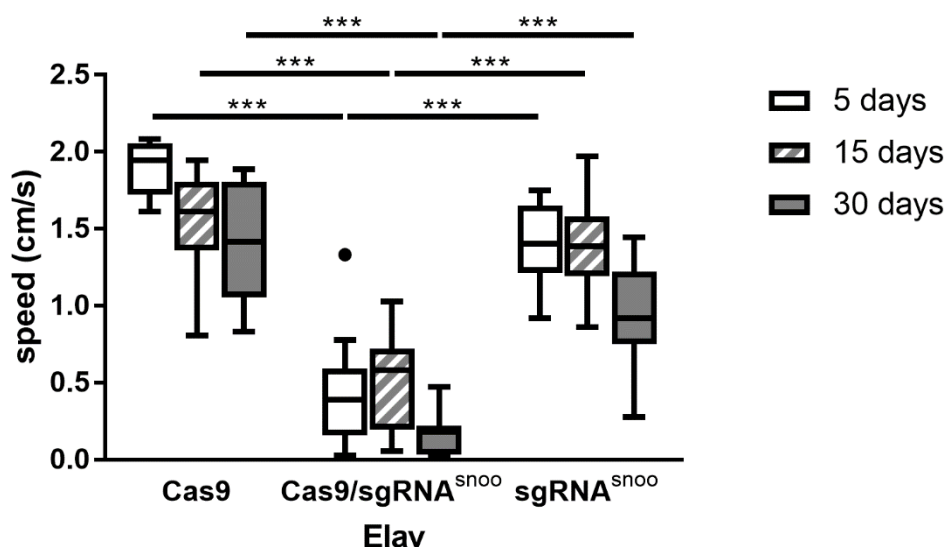 *** ***
*** ***
*** ***
2.5
2.0
1.5
1.0
0.5
0.0
speed (cm/s)
5 days
15 days
30 days
Cas9 Cas9/sgRNA^snoo sgRNA^snoo
Elav